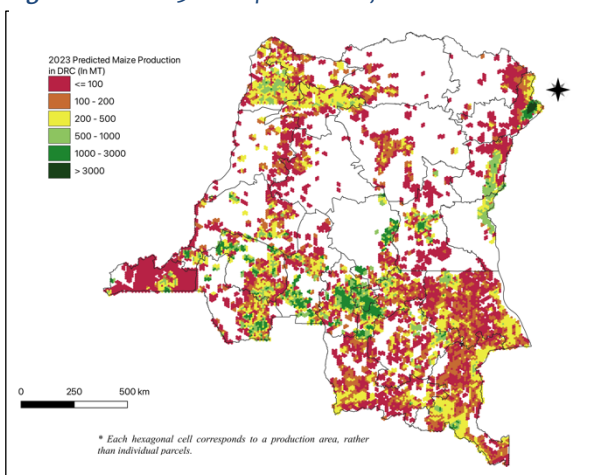 2023 Predicted Maize Production
in DRC (In MT)
<= 100
100 - 200
200 - 500
500 - 1000
1000 - 3000
> 3000
0 250 500 km
* Each hexagonal cell corresponds to a production area, rather
than individual parcels.